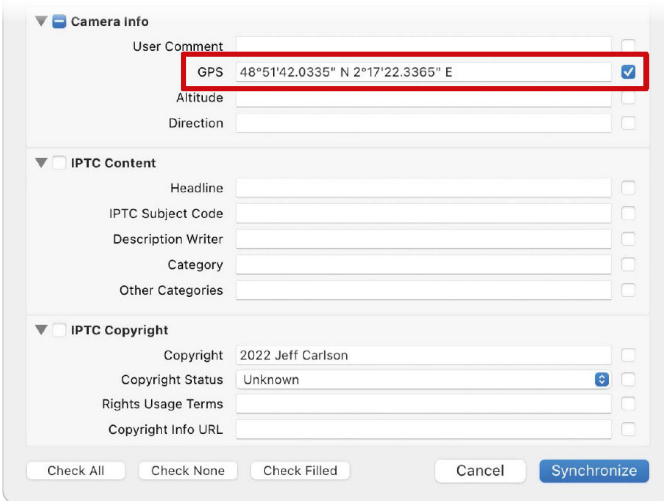 Camera Info
User Comment
GPS 48°51'42.0335" N 2°17'22.3365" E
Altitude
Direction
IPTC Content
Headline
IPTC Subject Code
Description Writer
Category
Other Categories
IPTC Copyright
Copyright 2022 Jeff Carlson
Copyright Status Unknown
Rights Usage Terms
Copyright Info URL
Check All Check None Check Filled Cancel Synchronize